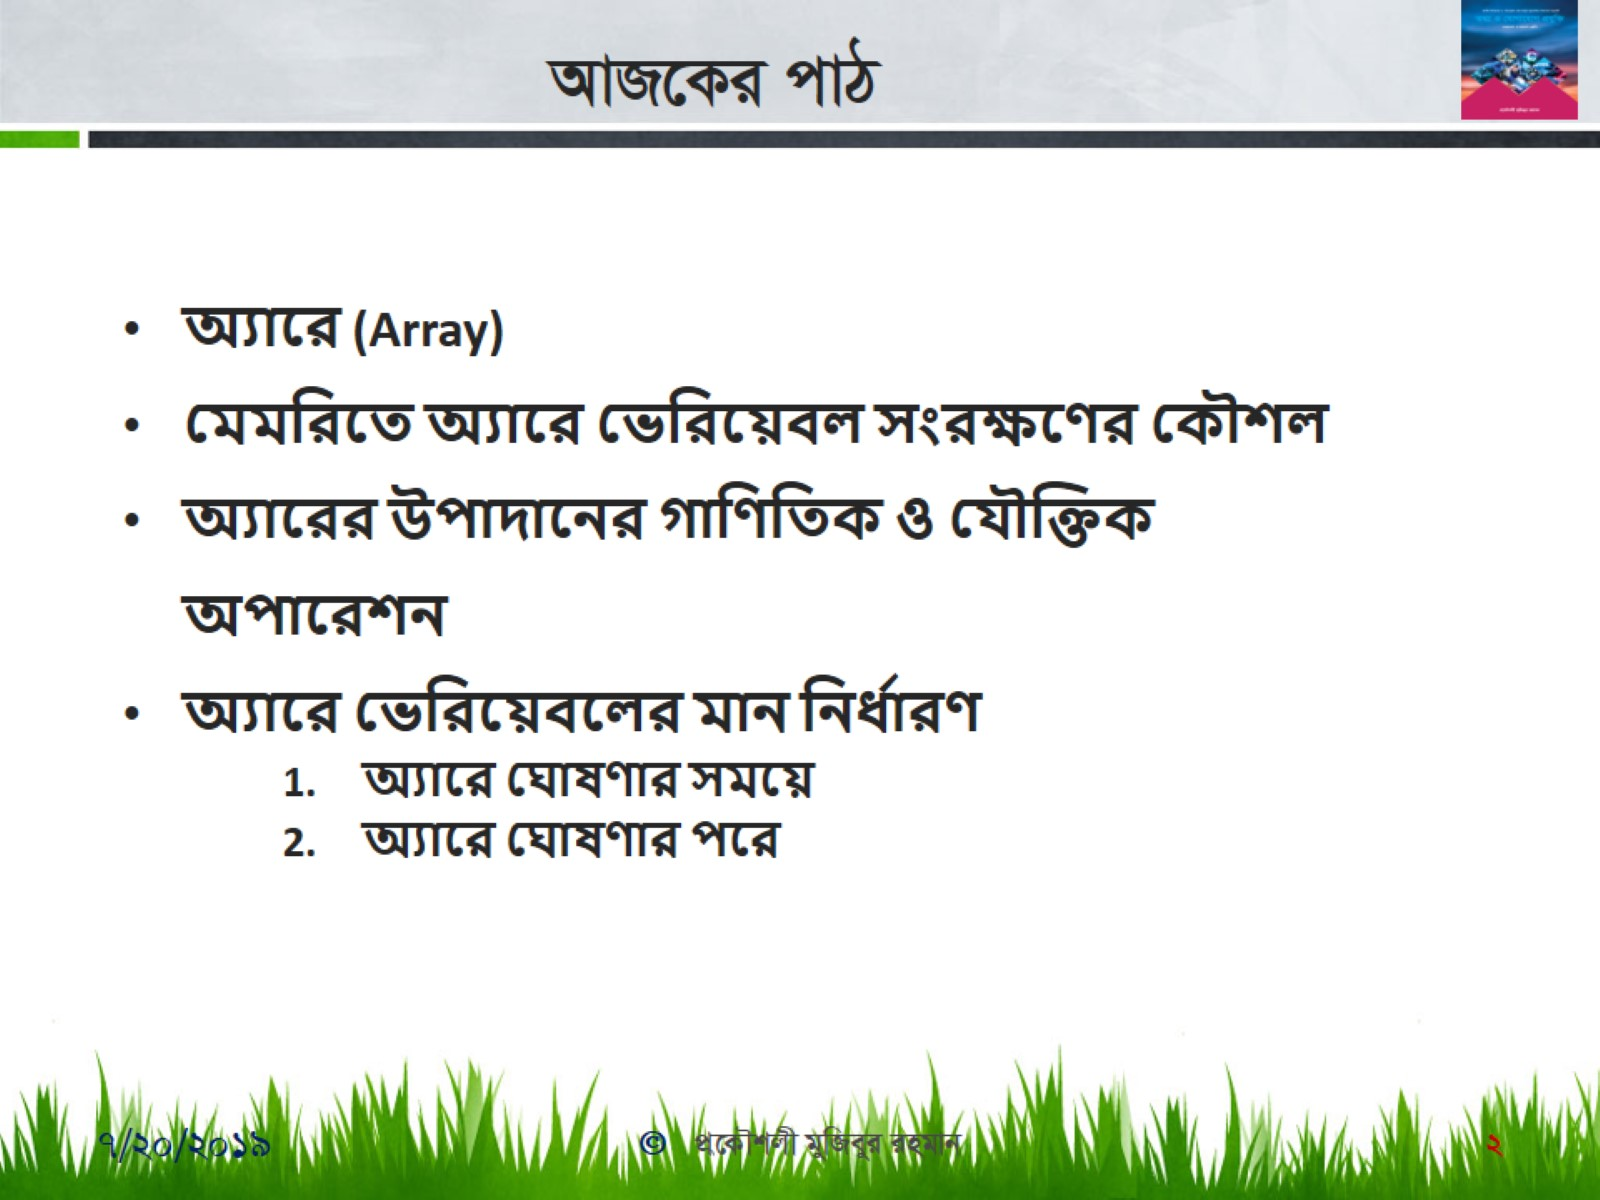 আজকের পাঠ
• অ্যারে (Array)
• মেমরিতে অ্যারে ভেরিয়েবল সংরক্ষণের কৌশল
• অ্যারের উপাদানের গাণিতিক ও যৌক্তিক
অপারেশন
• অ্যারে ভেরিয়েবলের মান নির্ধারণ
1. অ্যারে ঘোষণার সময়ে
2. অ্যারে ঘোষণার পরে
৭/২০/২০১৯
© প্রকৌশলী মুজিবুর রহমান
২